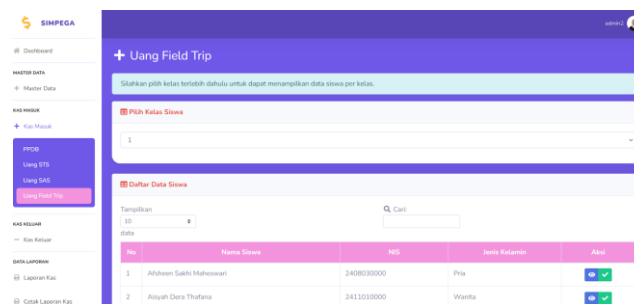 SIMPEGA
admin2
Dashboard
MASTER DATA
Master Data
KAS MASUK
Kas Masuk
PPDB
Uang STS
Uang SAS
Uang Field Trip
KAS KELUAR
Kas Keluar
DATA LAPORAN
Laporan Kas
Cetak Laporan Kas
Uang Field Trip
Silahkan pilih kelas terlebih dahulu untuk dapat menampilkan data siswa per kelas.
Pilih Kelas Siswa
1
Daftar Data Siswa
Tampilkan
10
data
Cari:
No Nama Siswa NIS Jenis Kelamin Aksi
1 Afsheen Sakhi Maheswari 2408030000 Pria
2 Aisyah Dera Thafana 2411010000 Wanita